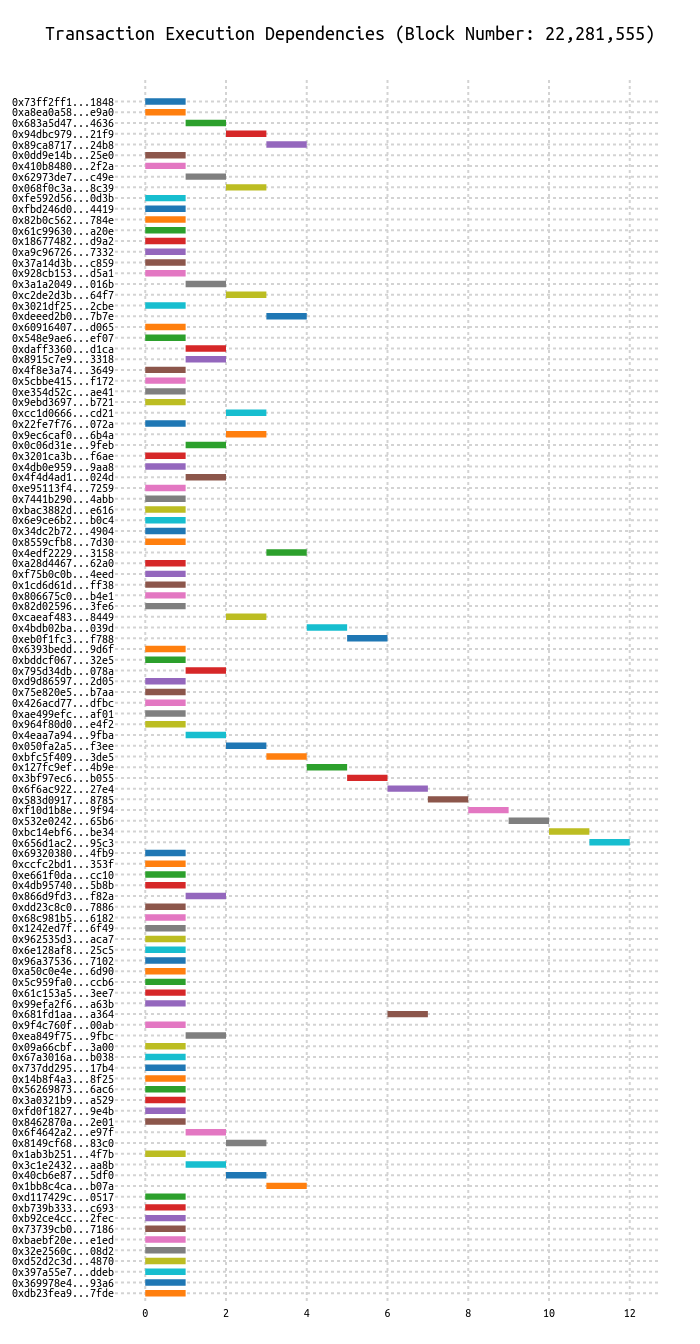 Transaction Execution Dependencies (Block Number: 22,281,555)
0x73ff2ff1...1848
0xa8ea0a58...e9a0
0x683a5d47...4636
0x94dbc979...21f9
0x89ca8717...24b8
0x0dd9e14b...25e0
0x410b8480...2f2a
0x62973de7...c49e
0x068f0c3a...8c39
0xfe592d56...0d3b
0xfbd246d0...4419
0x82b0c562...784e
0x61c99630...a20e
0x18677482...d9a2
0xa9c96726...7332
0x37a14d3b...c859
0x928cb153...d5a1
0x3a1a2049...016b
0xc2de2d3b...64f7
0x3021df25...2cbe
0xdeeed2b0...7b7e
0x60916407...d065
0x548e9ae6...ef07
0xdaff3360...d1ca
0x8915c7e9...3318
0x4f8e3a74...3649
0x5cbbe415...f172
0xe354d52c...ae41
0x9ebd3697...b721
0xcc1d0666...cd21
0x22fe7f76...072a
0x9ec6caf0...6b4a
0x0c06d31e...9feb
0x3201ca3b...f6ae
0x4db0e959...9aa8
0x4f4d4ad1...024d
0xe95113f4...7259
0x7441b290...4abb
0xbac3882d...e616
0x6e9ce6b2...b0c4
0x34dc2b72...4904
0x8559cfb8...7d30
0x4edf2229...3158
0xa28d4467...62a0
0xf75b0c0b...4eed
0x1cd6d61d...ff38
0x806675c0...b4e1
0x82d02596...3fe6
0xcaeaf483...8449
0x4bdb02ba...039d
0xeb0f1fc3...f788
0x6393bedd...9d6f
0xbddcf067...32e5
0x795d34db...078a
0xd9d86597...2d05
0x75e820e5...b7aa
0x426acd77...dfbc
0xae499efc...af01
0x964f80d0...e4f2
0x4eaa7a94...9fba
0x050fa2a5...f3ee
0xbfc5f409...3de5
0x127fc9ef...4b9e
0x3bf97ec6...b055
0x6f6ac922...27e4
0x583d0917...8785
0xf10d1b8e...9f94
0x532e0242...65b6
0xbc14ebf6...be34
0x656d1ac2...95c3
0x69320380...4fb9
0xccfc2bd1...353f
0xe661f0da...cc10
0x4db95740...5b8b
0x866d9fd3...f82a
0xdd23c8c0...7886
0x68c981b5...6182
0x1242ed7f...6f49
0x962535d3...aca7
0x6e128af8...25c5
0x96a37536...7102
0xa50c0e4e...6d90
0x5c959fa0...ccb6
0x61c153a5...3ee7
0x99efa2f6...a63b
0x681fd1aa...a364
0x9f4c760f...00ab
0xea849f75...9fbc
0x09a66cbf...3a00
0x67a3016a...b038
0x737dd295...17b4
0x14b8f4a3...8f25
0x56269873...6ac6
0x3a0321b9...a529
0xfd0f1827...9e4b
0x8462870a...2e01
0x6f4642a2...e97f
0x8149cf68...83c0
0x1ab3b251...4f7b
0x3c1e2432...aa8b
0x40cb6e87...5df0
0x1bb8c4ca...b07a
0xd117429c...0517
0xb739b333...c693
0xb92ce4cc...2fec
0x73739cb0...7186
0xbaebf20e...e1ed
0x32e2560c...08d2
0xd52d2c3d...4870
0x397a55e7...ddeb
0x369978e4...93a6
0xdb23fea9...7fde
0 2 4 6 8 10 12